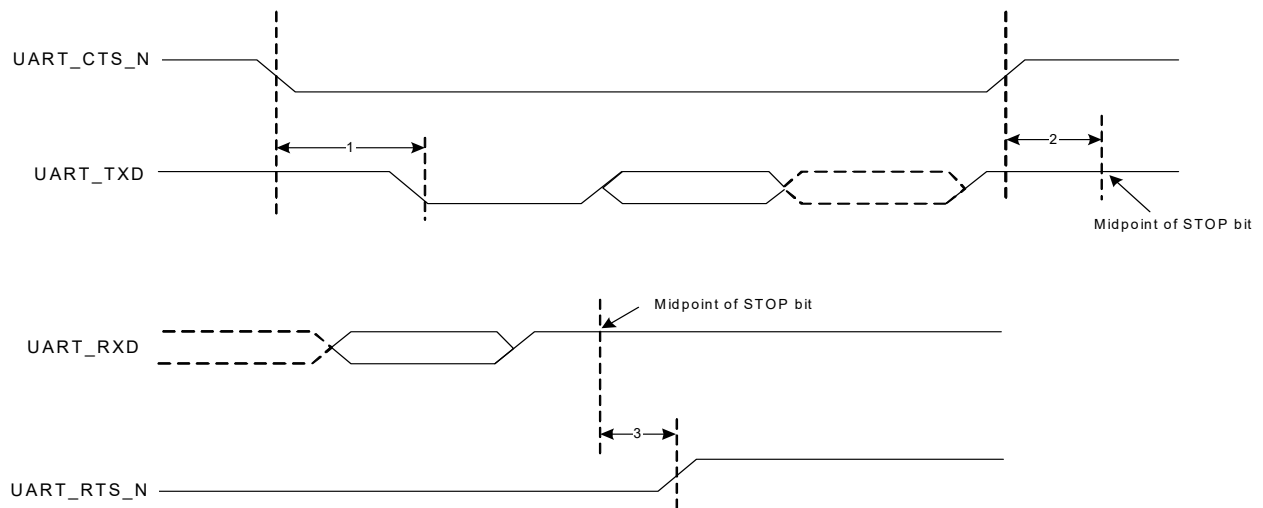 UART_CTS_N
1
2
UART_TXD
Midpoint of STOP bit
Midpoint of STOP bit
UART_RXD
3
UART_RTS_N